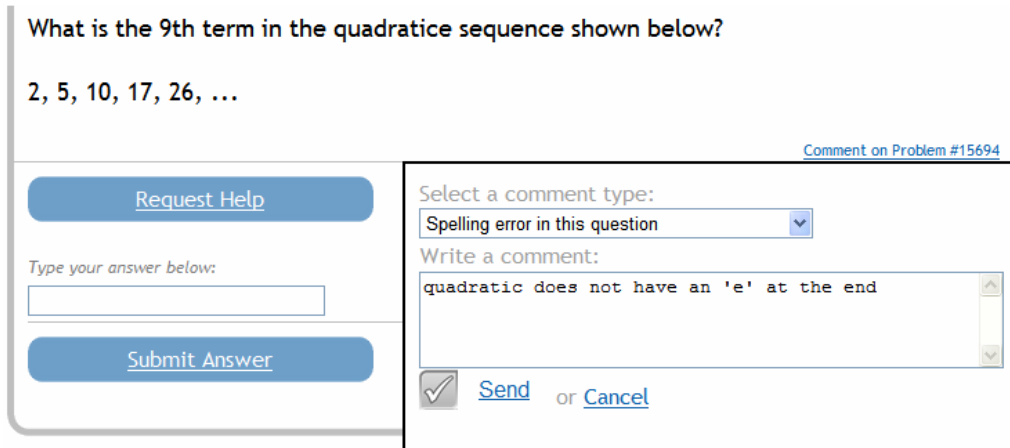 What is the 9th term in the quadratice sequence shown below?
2, 5, 10, 17, 26, ...
Comment on Problem #15694
Request Help
Type your answer below:
Submit Answer
Select a comment type:
Spelling error in this question
Write a comment:
quadratic does not have an 'e' at the end
Send or Cancel